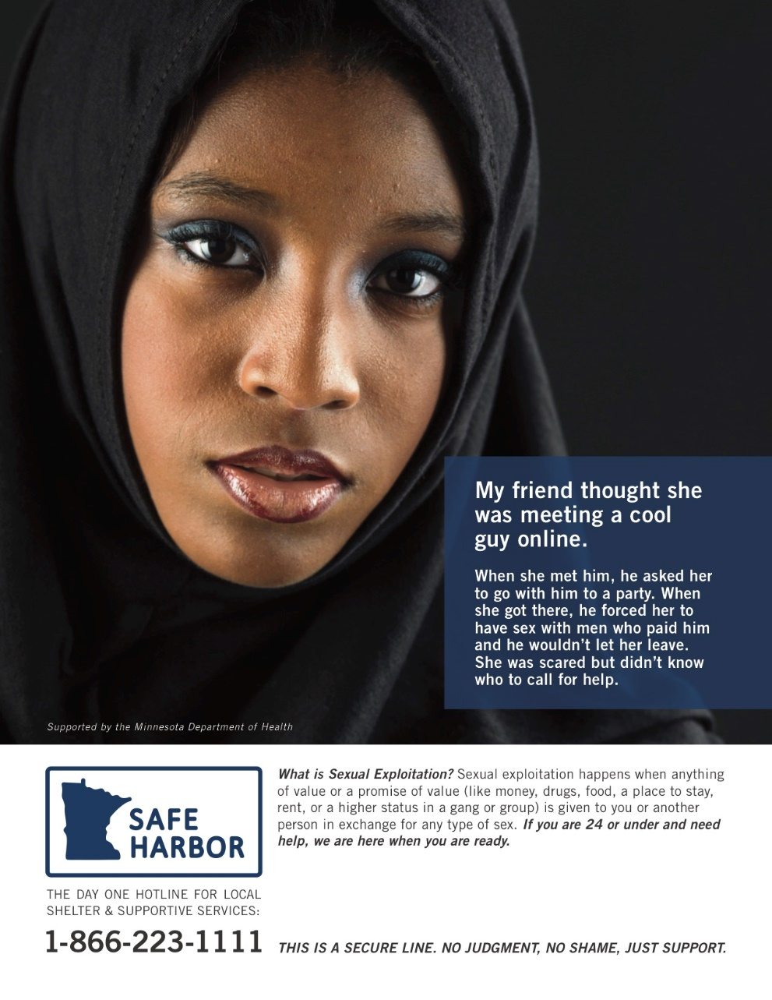 My friend thought she
was meeting a cool
guy online.
When she met him, he asked her
to go with him to a party. When
she got there, he forced her to
have sex with men who paid him
and he wouldn’t let her leave.
She was scared but didn’t know
who to call for help.
Supported by the Minnesota Department of Health
SAFE
HARBOR
THE DAY ONE HOTLINE FOR LOCAL
SHELTER & SUPPORTIVE SERVICES:
1-866-223-1111
What is Sexual Exploitation? Sexual exploitation happens when anything
of value or a promise of value (like money, drugs, food, a place to stay,
rent, or a higher status in a gang or group) is given to you or another
person in exchange for any type of sex. If you are 24 or under and need
help, we are here when you are ready.
THIS IS A SECURE LINE. NO JUDGMENT, NO SHAME, JUST SUPPORT.